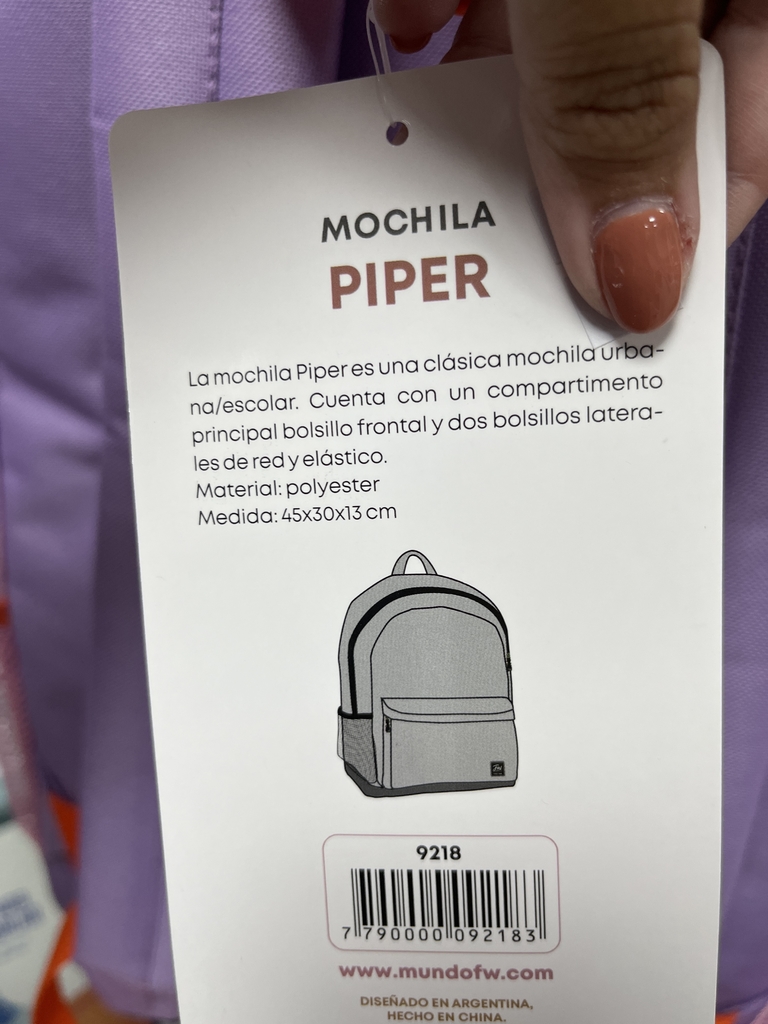 MOCHILA
PIPER
La mochila Piper es una clásica mochila urba-
na/escolar. Cuenta con un compartimento
principal bolsillo frontal y dos bolsillos latera-
les de red y elástico.
Material: polyester
Medida: 45x30x13 cm
9218
7 790000 092183
www.mundofw.com
DISEÑADO EN ARGENTINA,
HECHO EN CHINA.